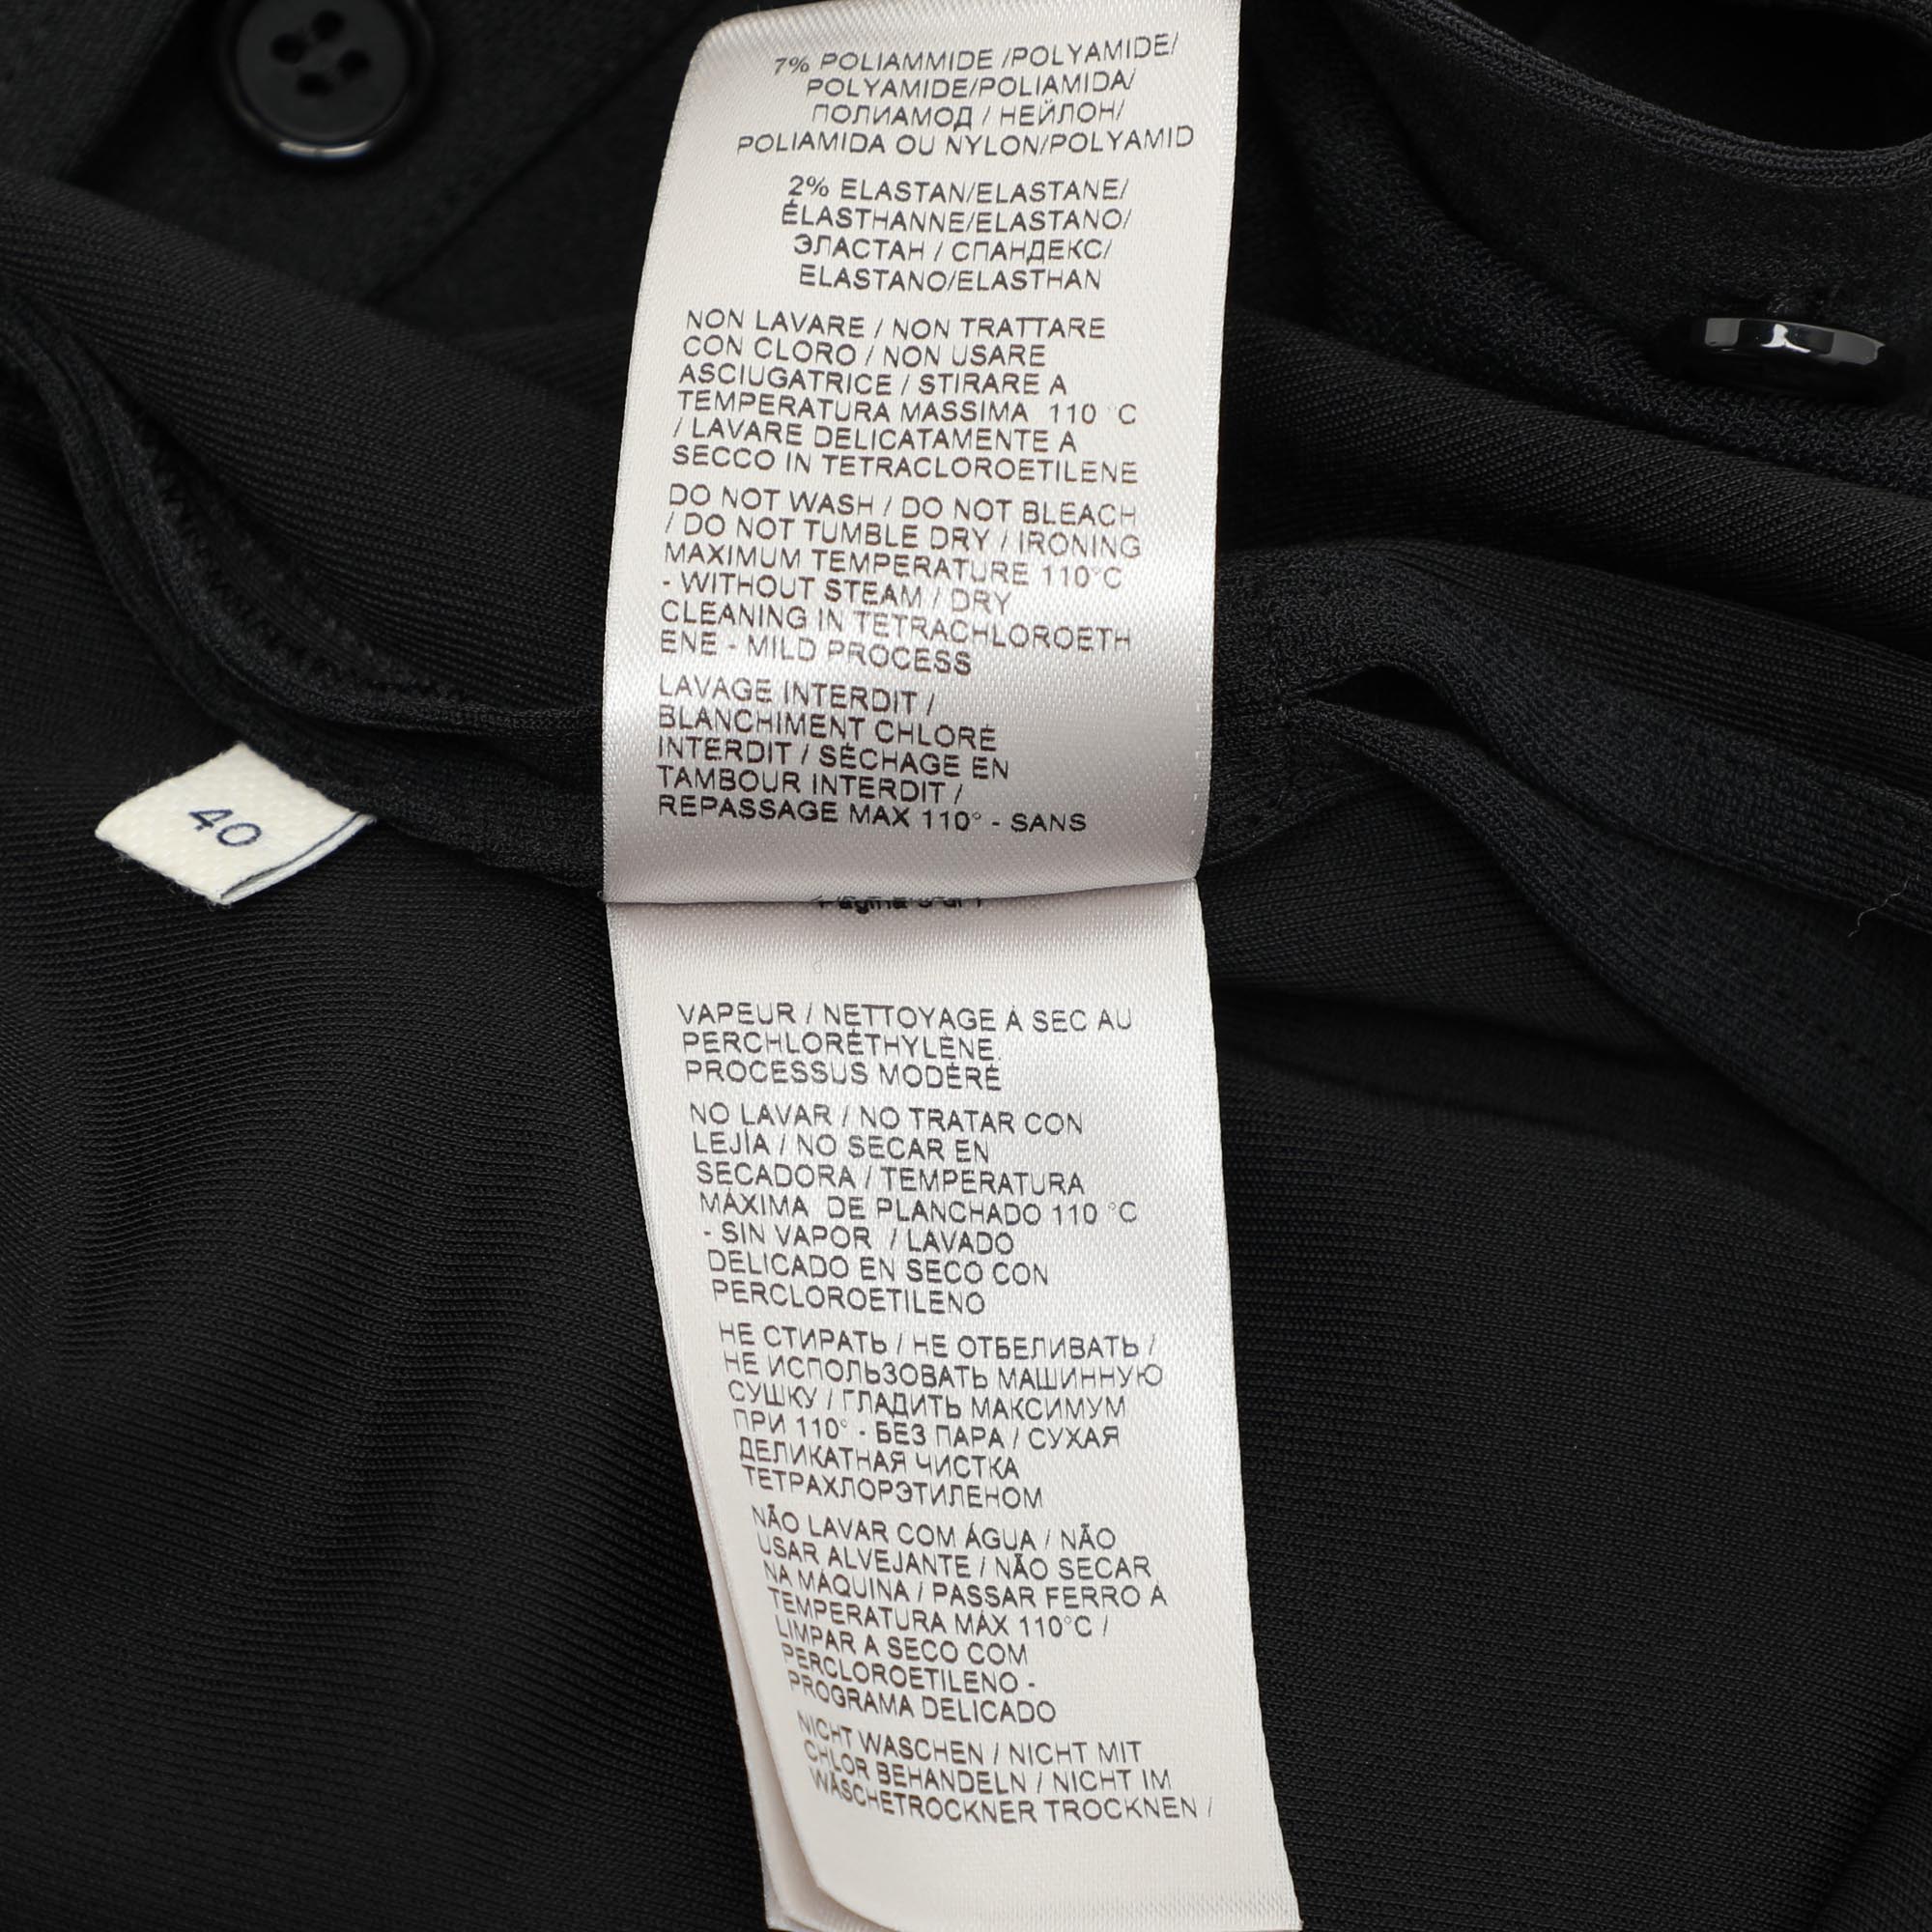 7% POLIAMMIDE /POLYAMIDE/
POLYAMIDE/POLIAMIDA/
ПОЛИАМОД / НЕЙЛОН/
POLIAMIDA OU NYLON/POLYAMID
2% ELASTAN/ELASTANE/
ÉLASTHANNE/ELASTANO/
ЭЛАСТАН / СПАНДЕКС/
ELASTANO/ELASTHAN
NON LAVARE / NON TRATTARE
CON CLORO / NON USARE
ASCIUGATRICE / STIRARE A
TEMPERATURA MASSIMA 110 °C
/ LAVARE DELICATAMENTE A
SECCO IN TETRACLOROETILENE
DO NOT WASH / DO NOT BLEACH
/ DO NOT TUMBLE DRY / IRONING
MAXIMUM TEMPERATURE 110°C
- WITHOUT STEAM / DRY
CLEANING IN TETRACHLOROETH
ENE - MILD PROCESS
LAVAGE INTERDIT /
BLANCHIMENT CHLORÉ
INTERDIT / SÉCHAGE EN
TAMBOUR INTERDIT /
REPASSAGE MAX 110° - SANS
40
VAPEUR / NETTOYAGE À SEC AU
PERCHLORÉTHYLÈNE.
PROCESSUS MODÉRÉ
NO LAVAR / NO TRATAR CON
LEJÍA / NO SECAR EN
SECADORA / TEMPERATURA
MÁXIMA DE PLANCHADO 110 °C
- SIN VAPOR / LAVADO
DELICADO EN SECO CON
PERCLOROETILENO
НЕ СТИРАТЬ / НЕ ОТБЕЛИВАТЬ /
НЕ ИСПОЛЬЗОВАТЬ МАШИННУЮ
СУШКУ / ГЛАДИТЬ МАКСИМУМ
ПРИ 110° - БЕЗ ПАРА / СУХАЯ
ДЕЛИКАТНАЯ ЧИСТКА
ТЕТРАХЛОРЭТИЛЕНОМ
NÃO LAVAR COM ÁGUA / NÃO
USAR ALVEJANTE / NÃO SECAR
NA MÁQUINA / PASSAR FERRO À
TEMPERATURA MÁX 110°C /
LIMPAR A SECO COM
PERCLOROETILENO -
PROGRAMA DELICADO
NICHT WASCHEN / NICHT MIT
CHLOR BEHANDELN / NICHT IM
WÄSCHETROCKNER TROCKNEN /